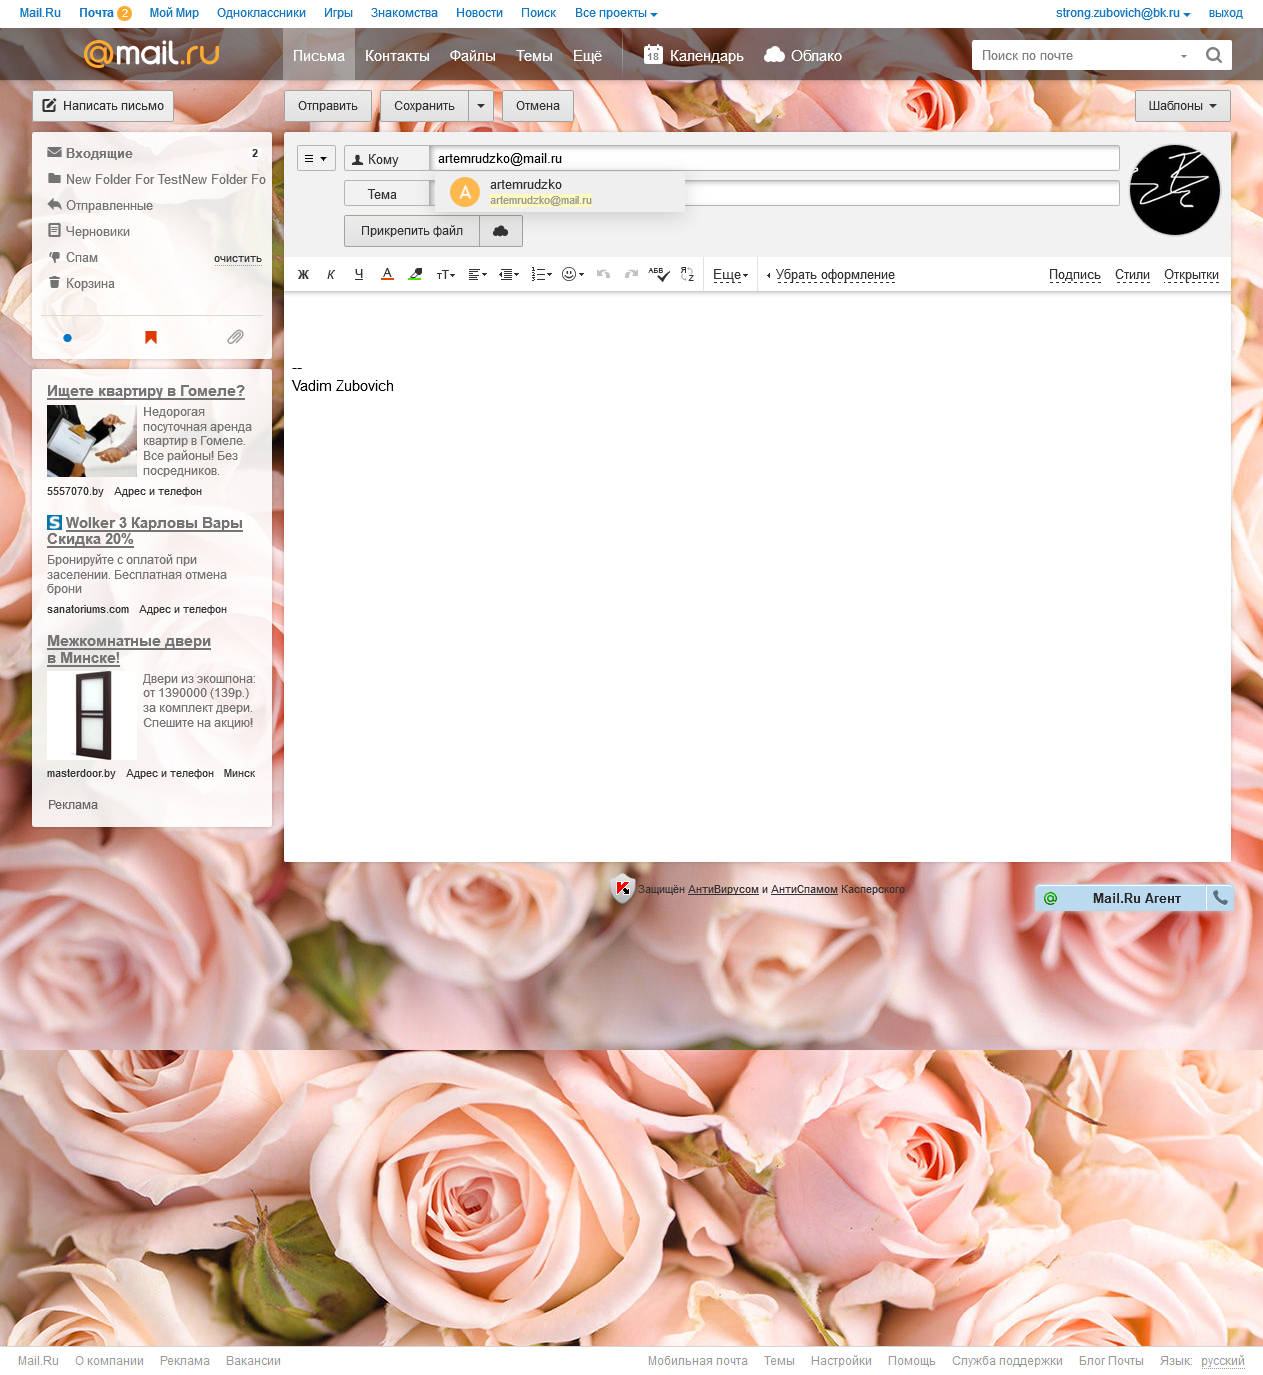 Mail.Ru Почта 2 Мой Мир Одноклассники Игры Знакомства Новости Поиск Все проекты strong.zubovich@bk.ru выход
@mail.ru Письма Контакты Файлы Темы Ещё 18 Календарь Облако Поиск по почте
Написать письмо Отправить Сохранить Отмена Шаблоны
Входящие 2
New Folder For TestNew Folder Fo
Отправленные
Черновики
Спам очистить
Корзина
Кому artemrudzko@mail.ru
A artemrudzko
artemrudzko@mail.ru
Тема
Прикрепить файл
Ж К Ч А тТ АБВ Я Z Еще Убрать оформление Подпись Стили Открытки
--
Vadim Zubovich
Ищете квартиру в Гомеле?
Недорогая
посуточная аренда
квартир в Гомеле.
Все районы! Без
посредников.
5557070.by Адрес и телефон
S Wolker 3 Карловы Вары
Скидка 20%
Бронируйте с оплатой при
заселении. Бесплатная отмена
брони
sanatoriums.com Адрес и телефон
Межкомнатные двери
в Минске!
Двери из экошпона:
от 1390000 (139р.)
за комплект двери.
Спешите на акцию!
masterdoor.by Адрес и телефон Минск
Реклама
Защищён АнтиВирусом и АнтиСпамом Касперского
@ Mail.Ru Агент
Mail.Ru О компании Реклама Вакансии Мобильная почта Темы Настройки Помощь Служба поддержки Блог Почты Язык: русский